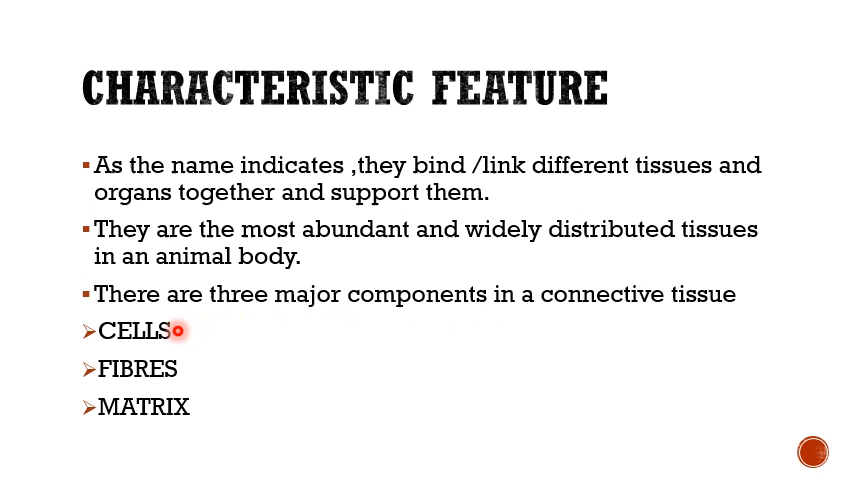 CHARACTERISTIC FEATURE
As the name indicates ,they bind /link different tissues and
organs together and support them.
They are the most abundant and widely distributed tissues
in an animal body.
There are three major components in a connective tissue
CELLS
FIBRES
MATRIX